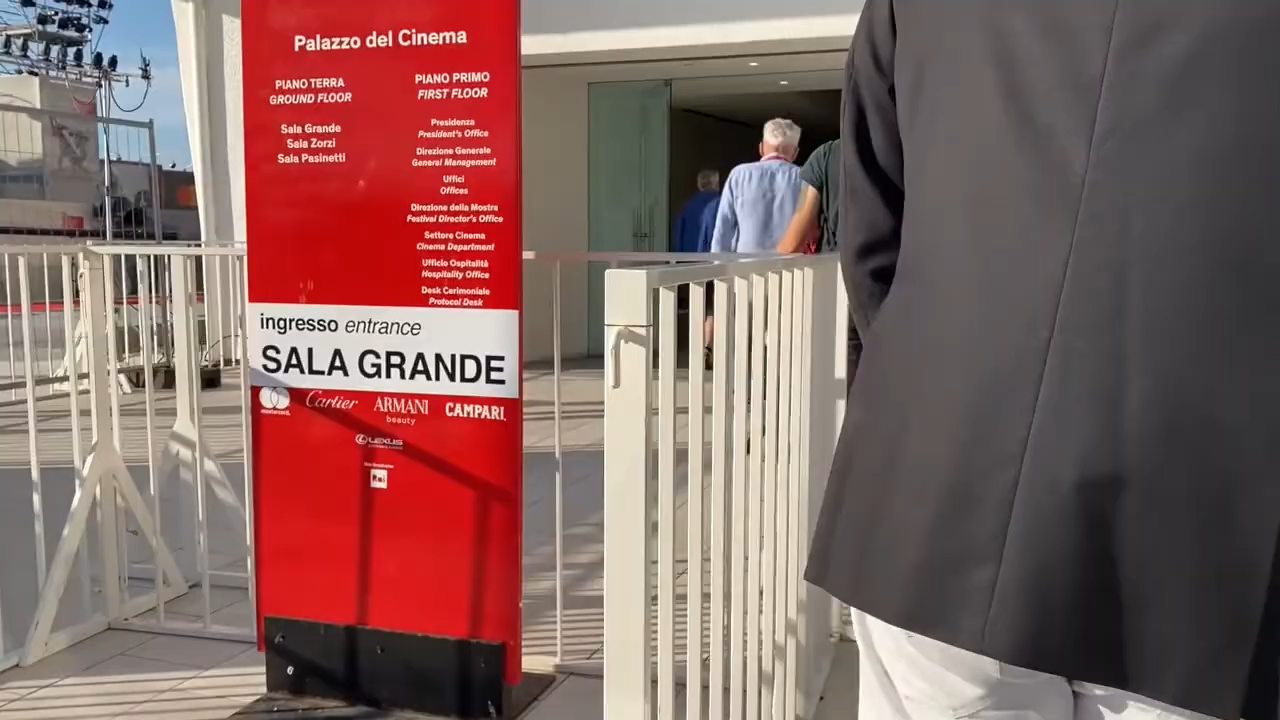 Palazzo del Cinema
PIANO TERRA
GROUND FLOOR
Sala Grande
Sala Zorzi
Sala Pasinetti
PIANO PRIMO
FIRST FLOOR
Presidenza
President's Office
Direzione Generale
General Management
Uffici
Offices
Direzione della Mostra
Festival Director's Office
Settore Cinema
Cinema Department
Ufficio Ospitalità
Hospitality Office
Desk Cerimoniale
Protocol Desk
ingresso entrance
SALA GRANDE
mastercard.
Cartier
ARMANI
beauty
CAMPARI.
LEXUS
Rai